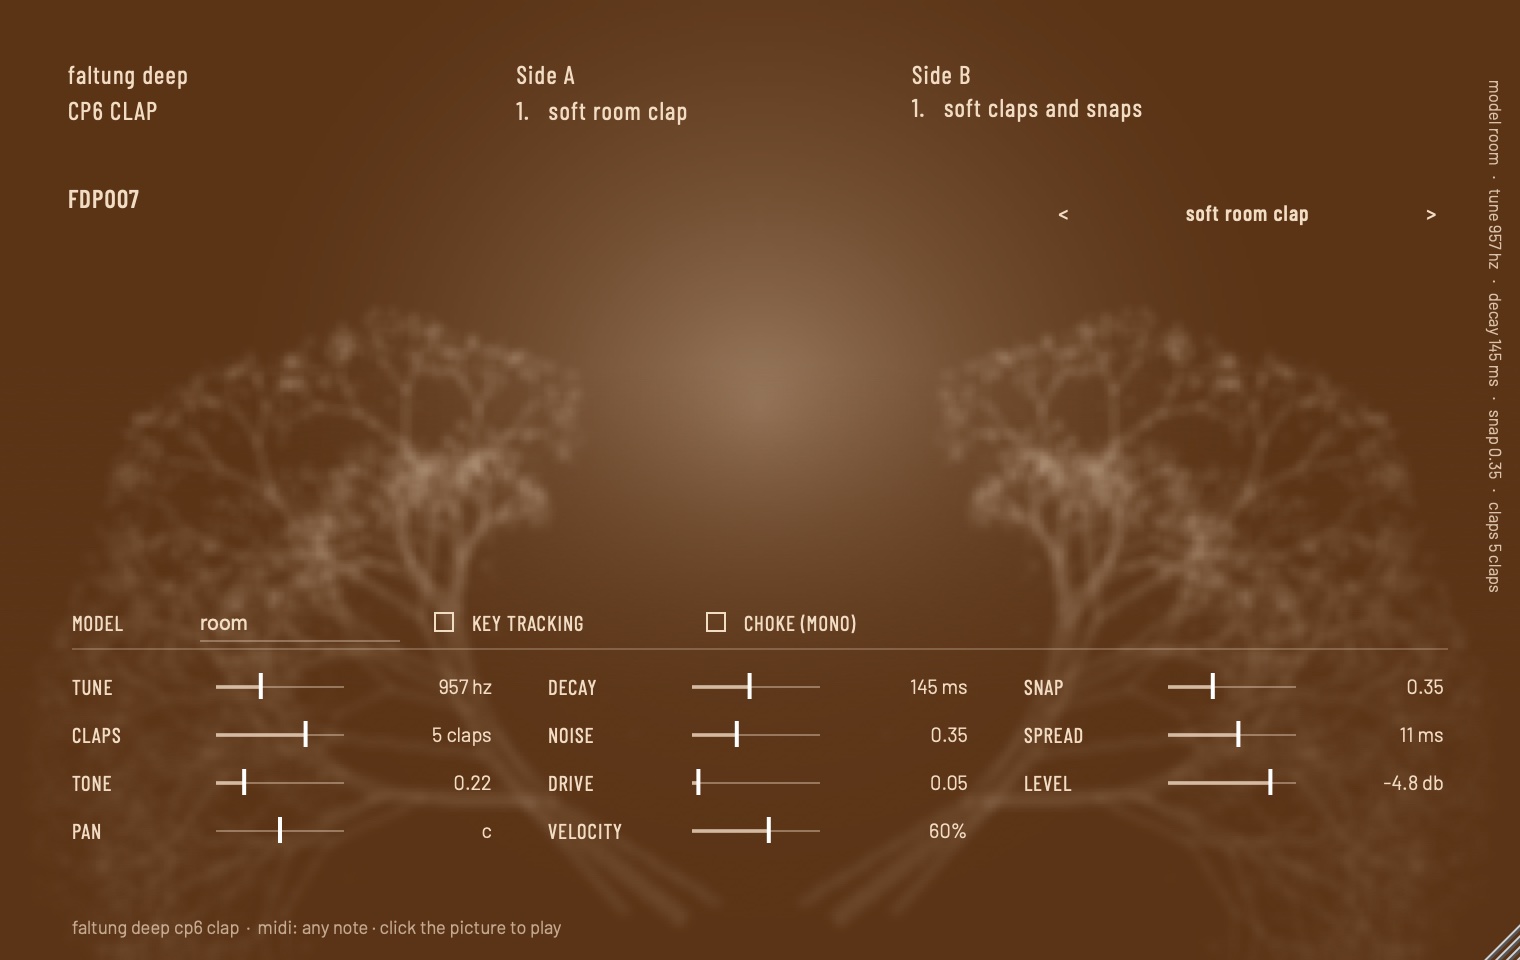 faltung deep
CP6 CLAP
FDP007
Side A
1. soft room clap
Side B
1. soft claps and snaps
< soft room clap >
model room · tune 957 hz · decay 145 ms · snap 0.35 · claps 5 claps
MODEL room KEY TRACKING CHOKE (MONO)
TUNE 957 hz DECAY 145 ms SNAP 0.35
CLAPS 5 claps NOISE 0.35 SPREAD 11 ms
TONE 0.22 DRIVE 0.05 LEVEL -4.8 db
PAN c VELOCITY 60%
faltung deep cp6 clap · midi: any note · click the picture to play